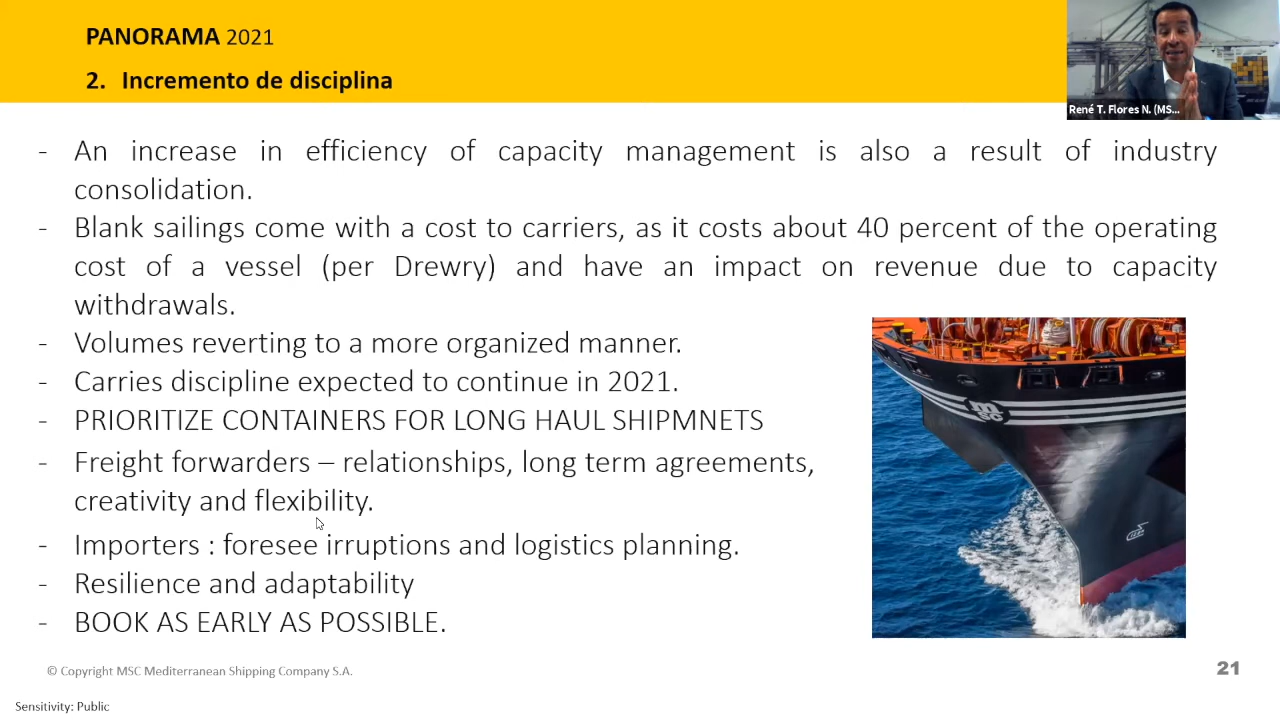 PANORAMA 2021
2. Incremento de disciplina
René T. Flores N. (MS...
- An increase in efficiency of capacity management is also a result of industry
consolidation.
- Blank sailings come with a cost to carriers, as it costs about 40 percent of the operating
cost of a vessel (per Drewry) and have an impact on revenue due to capacity
withdrawals.
- Volumes reverting to a more organized manner.
- Carries discipline expected to continue in 2021.
- PRIORITIZE CONTAINERS FOR LONG HAUL SHIPMNETS
- Freight forwarders – relationships, long term agreements,
creativity and flexibility.
- Importers : foresee irruptions and logistics planning.
- Resilience and adaptability
- BOOK AS EARLY AS POSSIBLE.
m
SC
© Copyright MSC Mediterranean Shipping Company S.A.
21
Sensitivity: Public